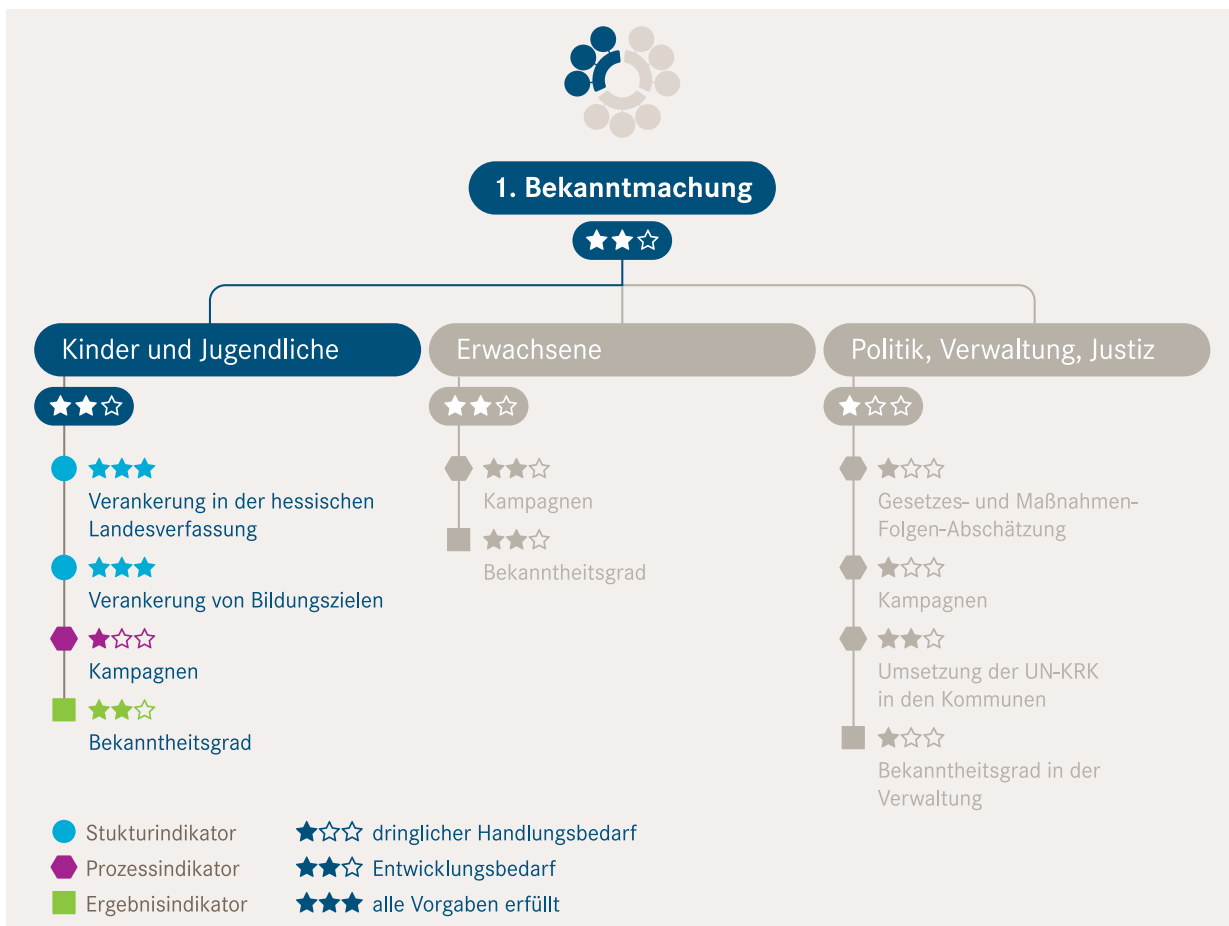 1. Bekanntmachung
Kinder und Jugendliche
Verankerung in der hessischen
Landesverfassung
Verankerung von Bildungszielen
Kampagnen
Bekanntheitsgrad
Erwachsene
Kampagnen
Bekanntheitsgrad
Politik, Verwaltung, Justiz
Gesetzes- und Maßnahmen-
Folgen-Abschätzung
Kampagnen
Umsetzung der UN-KRK
in den Kommunen
Bekanntheitsgrad in der
Verwaltung
Stukturindikator
Prozessindikator
Ergebnisindikator
dringlicher Handlungsbedarf
Entwicklungsbedarf
alle Vorgaben erfüllt